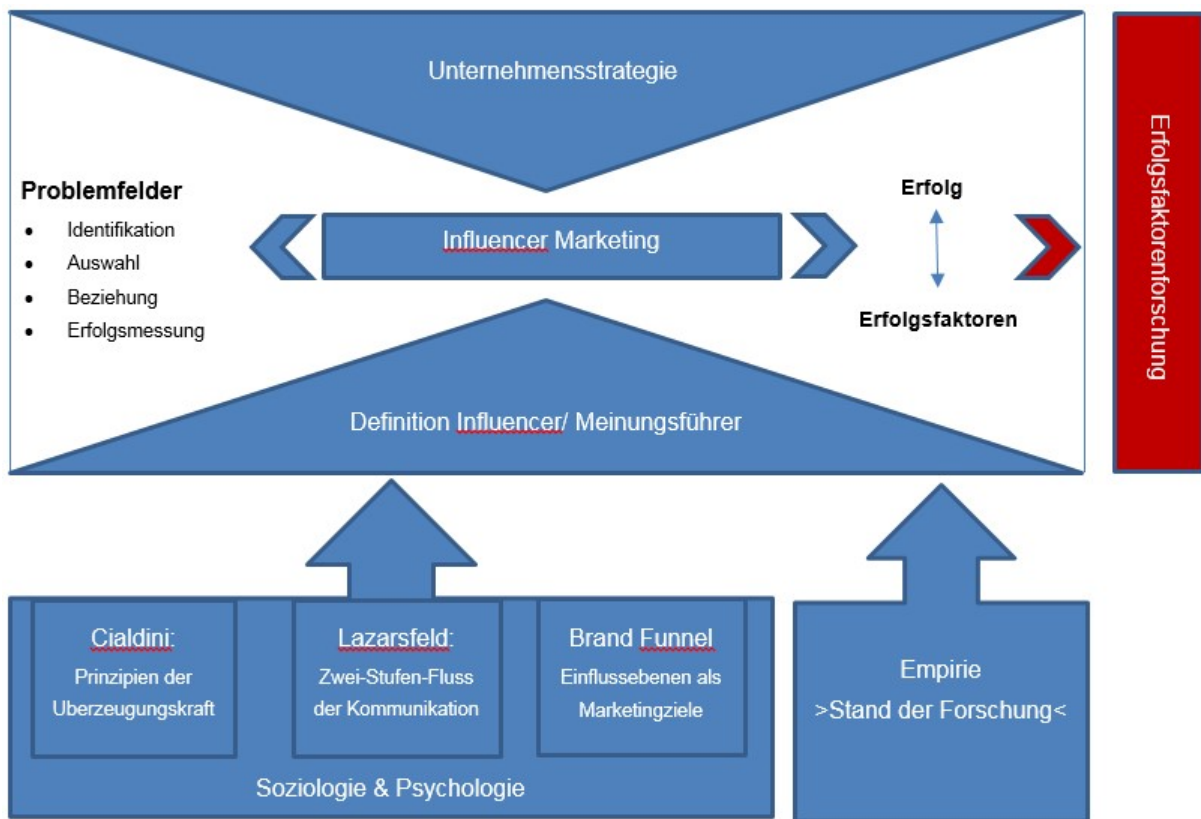 Unternehmensstrategie
Problemfelder
• Identifikation
• Auswahl
• Beziehung
• Erfolgsmessung
Influencer Marketing
Erfolg
Erfolgsfaktoren
Erfolgsfaktorenforschung
Definition Influencer/ Meinungsführer
Cialdini:
Prinzipien der
Uberzeugungskraft
Lazarsfeld:
Zwei-Stufen-Fluss
der Kommunikation
Brand Funnel
Einflussebenen als
Marketingziele
Soziologie & Psychologie
Empirie
>Stand der Forschung<